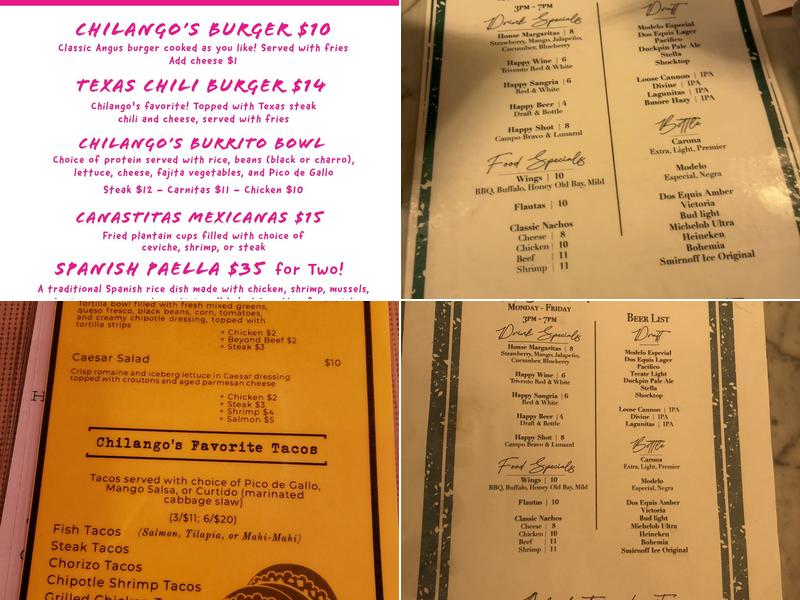 CHILANGO'S BURGER $10
Classic Angus burger cooked as you like! Served with fries
Add cheese $1
TEXAS CHILI BURGER $14
Chilango's favorite! Topped with Texas steak
chili and cheese, served with fries
CHILANGO'S BURRITO BOWL
Choice of protein served with rice, beans (black or charro),
lettuce, cheese, fajita vegetables, and Pico de Gallo
Steak $12 – Carnitas $11 – Chicken $10
CANASTITAS MEXICANAS $15
Fried plantain cups filled with choice of
ceviche, shrimp, or steak
SPANISH PAELLA $35 for Two!
A traditional Spanish rice dish made with chicken, shrimp, mussels,
3PM – 7PM
Drink Specials
House Margaritas | 8
Strawberry, Mango, Jalapeño,
Cucumber, Blueberry
Happy Wine | 6
Trivento Red & White
Happy Sangria | 6
Red & White
Happy Beer | 4
Draft & Bottle
Happy Shot | 8
Campo Bravo & Lunazul
Food Specials
Wings | 10
BBQ, Buffalo, Honey Old Bay, Mild
Flautas | 10
Classic Nachos
Cheese | 8
Chicken | 10
Beef | 11
Shrimp | 11
Draft
Modelo Especial
Dos Equis Lager
Pacifico
Duckpin Pale Ale
Stella
Shocktop
Loose Cannon | IPA
Divine | IPA
Lagunitas | IPA
Bmore Hazy | IPA
Bottle
Carona
Extra, Light, Premier
Modelo
Especial, Negra
Dos Equis Amber
Victoria
Bud light
Michelob Ultra
Heineken
Bohemia
Smirnoff Ice Original
Tortilla bowl filled with fresh mixed greens,
queso fresco, black beans, corn, tomatoes,
and creamy chipotle dressing, topped with
tortilla strips
+ Chicken $2
+ Beyond Beef $2
+ Steak $3
Caesar Salad $10
Crisp romaine and iceberg lettuce in Caesar dressing
topped with croutons and aged parmesan cheese
+ Chicken $2
+ Steak $3
+ Shrimp $4
+ Salmon $5
H
Chilango's Favorite Tacos
Tacos served with choice of Pico de Gallo,
Mango Salsa, or Curtido (marinated
cabbage slaw)
(3/$11; 6/$20)
Fish Tacos (Salmon, Tilapia, or Mahi-Mahi)
Steak Tacos
Chorizo Tacos
Chipotle Shrimp Tacos
Grilled Chicken
MONDAY – FRIDAY
3PM – 7PM
Drink Specials
House Margaritas | 8
Strawberry, Mango, Jalapeño,
Cucumber, Blueberry
Happy Wine | 6
Trivento Red & White
Happy Sangria | 6
Red & White
Happy Beer | 4
Draft & Bottle
Happy Shot | 8
Campo Bravo & Lunazul
Food Specials
Wings | 10
BBQ, Buffalo, Honey Old Bay, Mild
Flautas | 10
Classic Nachos
Cheese | 8
Chicken | 10
Beef | 11
Shrimp | 11
BEER LIST
Draft
Modelo Especial
Dos Equis Lager
Pacifico
Tecate Light
Duckpin Pale Ale
Stella
Shocktop
Loose Cannon | IPA
Divine | IPA
Lagunitas | IPA
Bottle
Carona
Extra, Light, Premier
Modelo
Especial, Negra
Dos Equis Amber
Victoria
Bud light
Michelob Ultra
Heineken
Bohemia
Smirnoff Ice Original